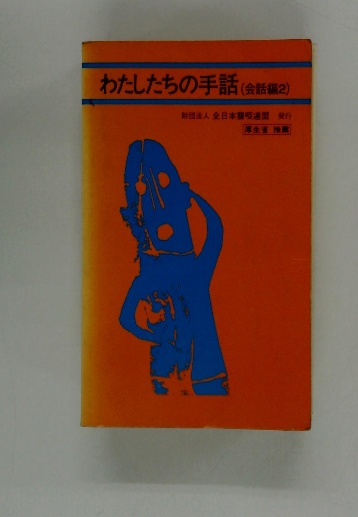 わたしたちの手話(会話編2)
財団法人 全日本聾唖連盟 発行
厚生省 推薦